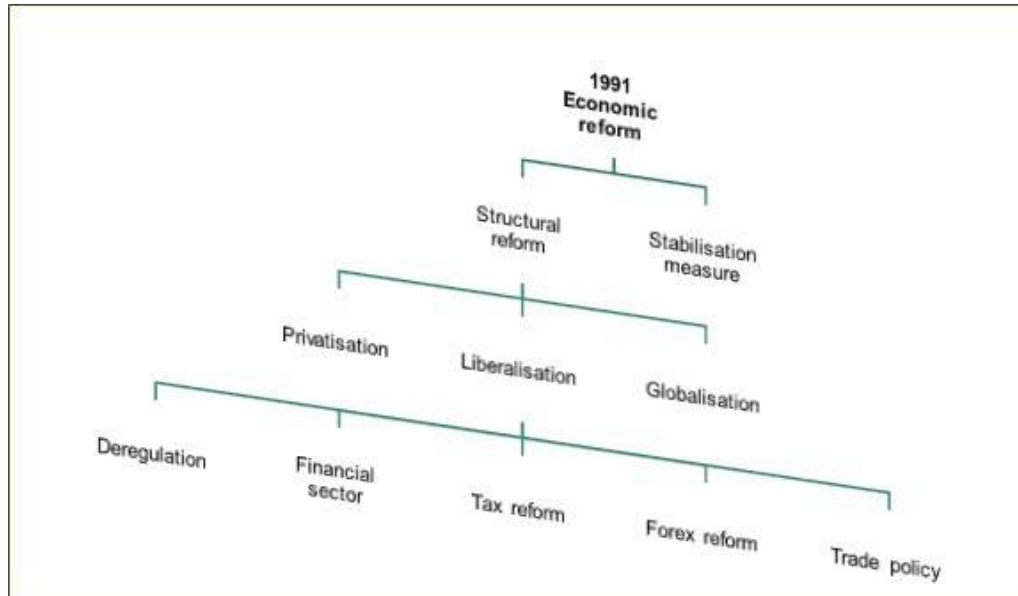 1991
Economic
reform
Structural
reform
Stabilisation
measure
Privatisation
Liberalisation
Globalisation
Deregulation
Financial
sector
Tax reform
Forex reform
Trade policy